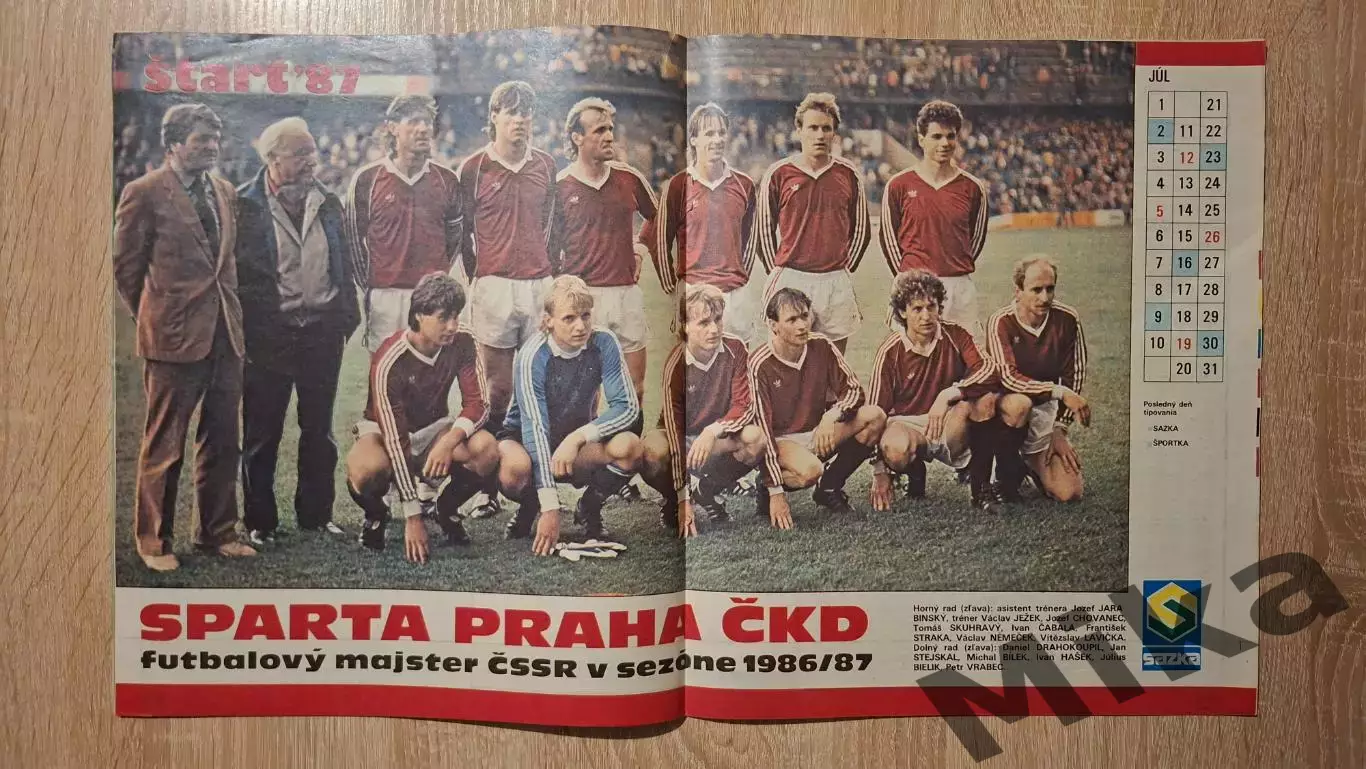 štart'87
SPARTA PRAHA ČKD
futbalový majster ČSSR v sezóne 1986/87
Horný rad (zľava): asistent trénera Jozef JARA
BINSKÝ, tréner Václav JEŽEK, Jozef CHOVANEC,
Tomáš SKUHRAVÝ, Ivan ČABALA, František
STRAKA, Václav NĚMEČEK, Vítězslav LAVIČKA.
Dolný rad (zľava): Daniel DRAHOKOUPIL, Jan
STEJSKAL, Michal BÍLEK, Ivan HAŠEK, Július
BIELIK, Petr VRABEC.
JÚL
1 21
2 11 22
3 12 23
4 13 24
5 14 25
6 15 26
7 16 27
8 17 28
9 18 29
10 19 30
20 31
Posledný deň
tipovania
SAZKA
ŠPORTKA
sazka
Mika